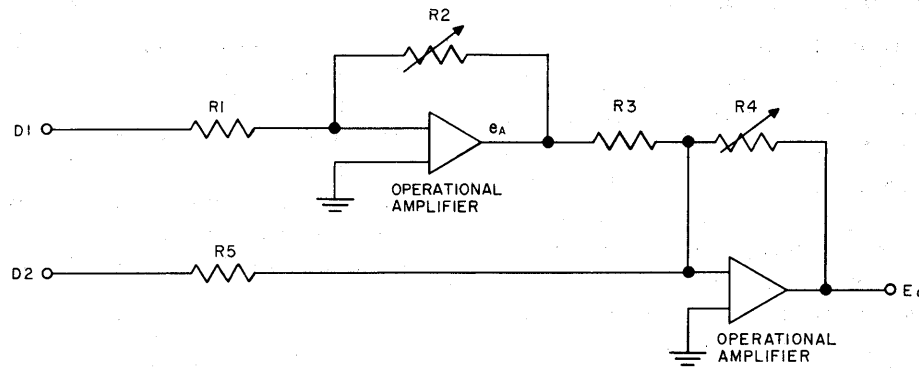 R2
R1
R3
R4
D1
eA
OPERATIONAL
AMPLIFIER
R5
D2
OPERATIONAL
AMPLIFIER